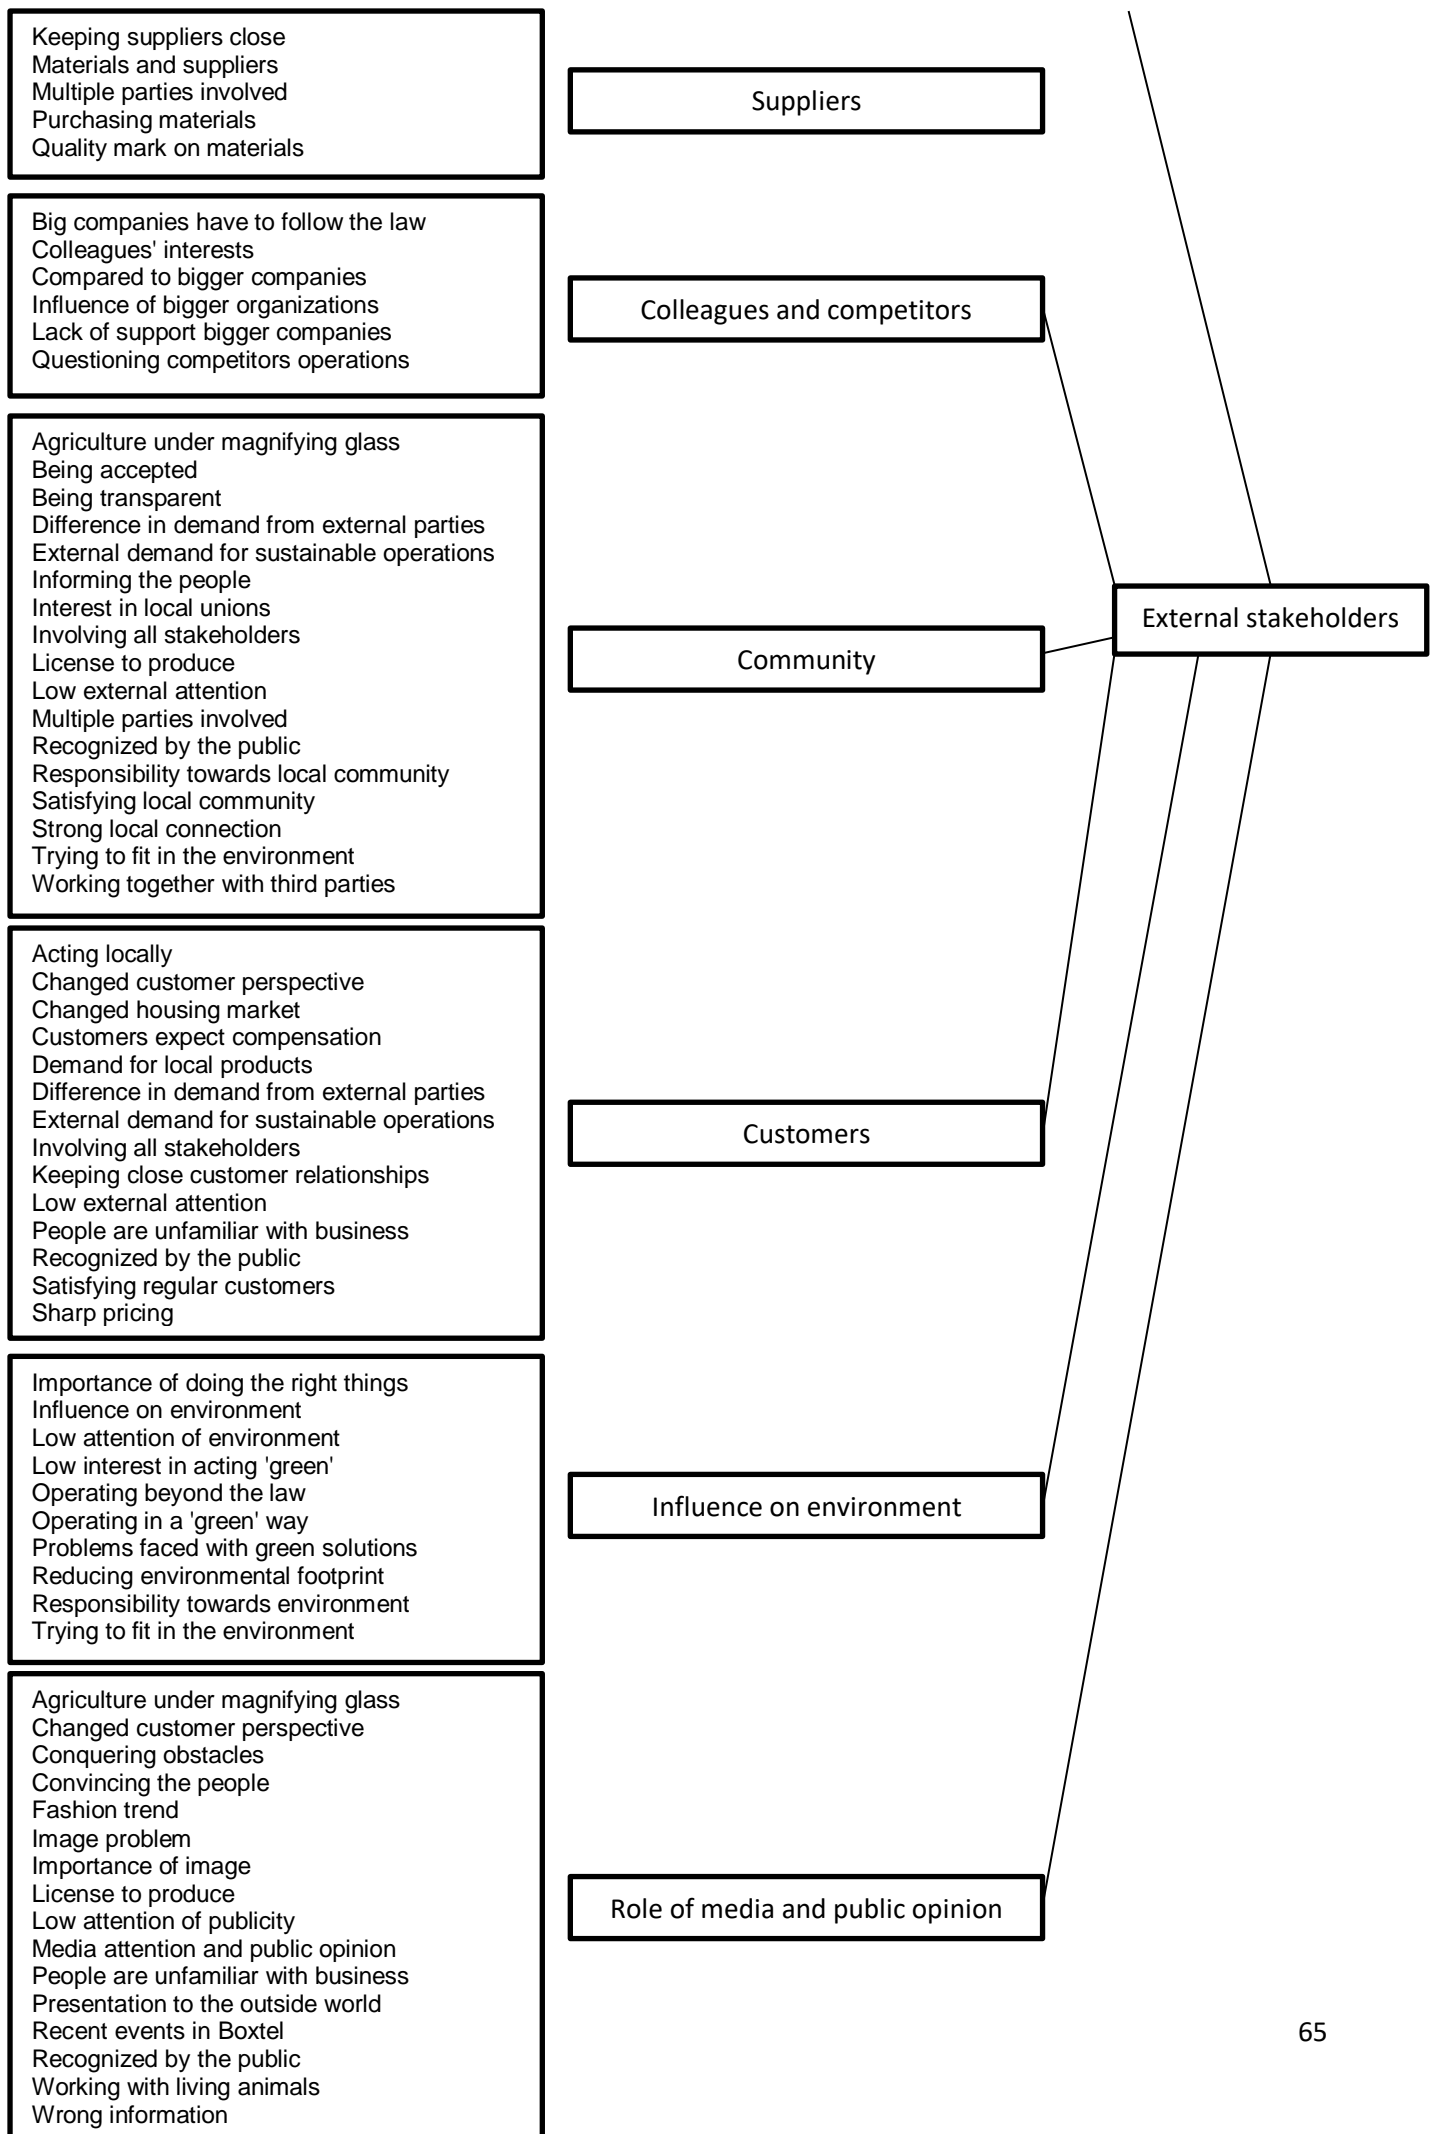 Keeping suppliers close
Materials and suppliers
Multiple parties involved
Purchasing materials
Quality mark on materials
Suppliers
Big companies have to follow the law
Colleagues' interests
Compared to bigger companies
Influence of bigger organizations
Lack of support bigger companies
Questioning competitors operations
Colleagues and competitors
Agriculture under magnifying glass
Being accepted
Being transparent
Difference in demand from external parties
External demand for sustainable operations
Informing the people
Interest in local unions
Involving all stakeholders
License to produce
Low external attention
Multiple parties involved
Recognized by the public
Responsibility towards local community
Satisfying local community
Strong local connection
Trying to fit in the environment
Working together with third parties
Community
External stakeholders
Acting locally
Changed customer perspective
Changed housing market
Customers expect compensation
Demand for local products
Difference in demand from external parties
External demand for sustainable operations
Involving all stakeholders
Keeping close customer relationships
Low external attention
People are unfamiliar with business
Recognized by the public
Satisfying regular customers
Sharp pricing
Customers
Importance of doing the right things
Influence on environment
Low attention of environment
Low interest in acting 'green'
Operating beyond the law
Operating in a 'green' way
Problems faced with green solutions
Reducing environmental footprint
Responsibility towards environment
Trying to fit in the environment
Influence on environment
Agriculture under magnifying glass
Changed customer perspective
Conquering obstacles
Convincing the people
Fashion trend
Image problem
Importance of image
License to produce
Low attention of publicity
Media attention and public opinion
People are unfamiliar with business
Presentation to the outside world
Recent events in Boxtel
Recognized by the public
Working with living animals
Wrong information
Role of media and public opinion
65